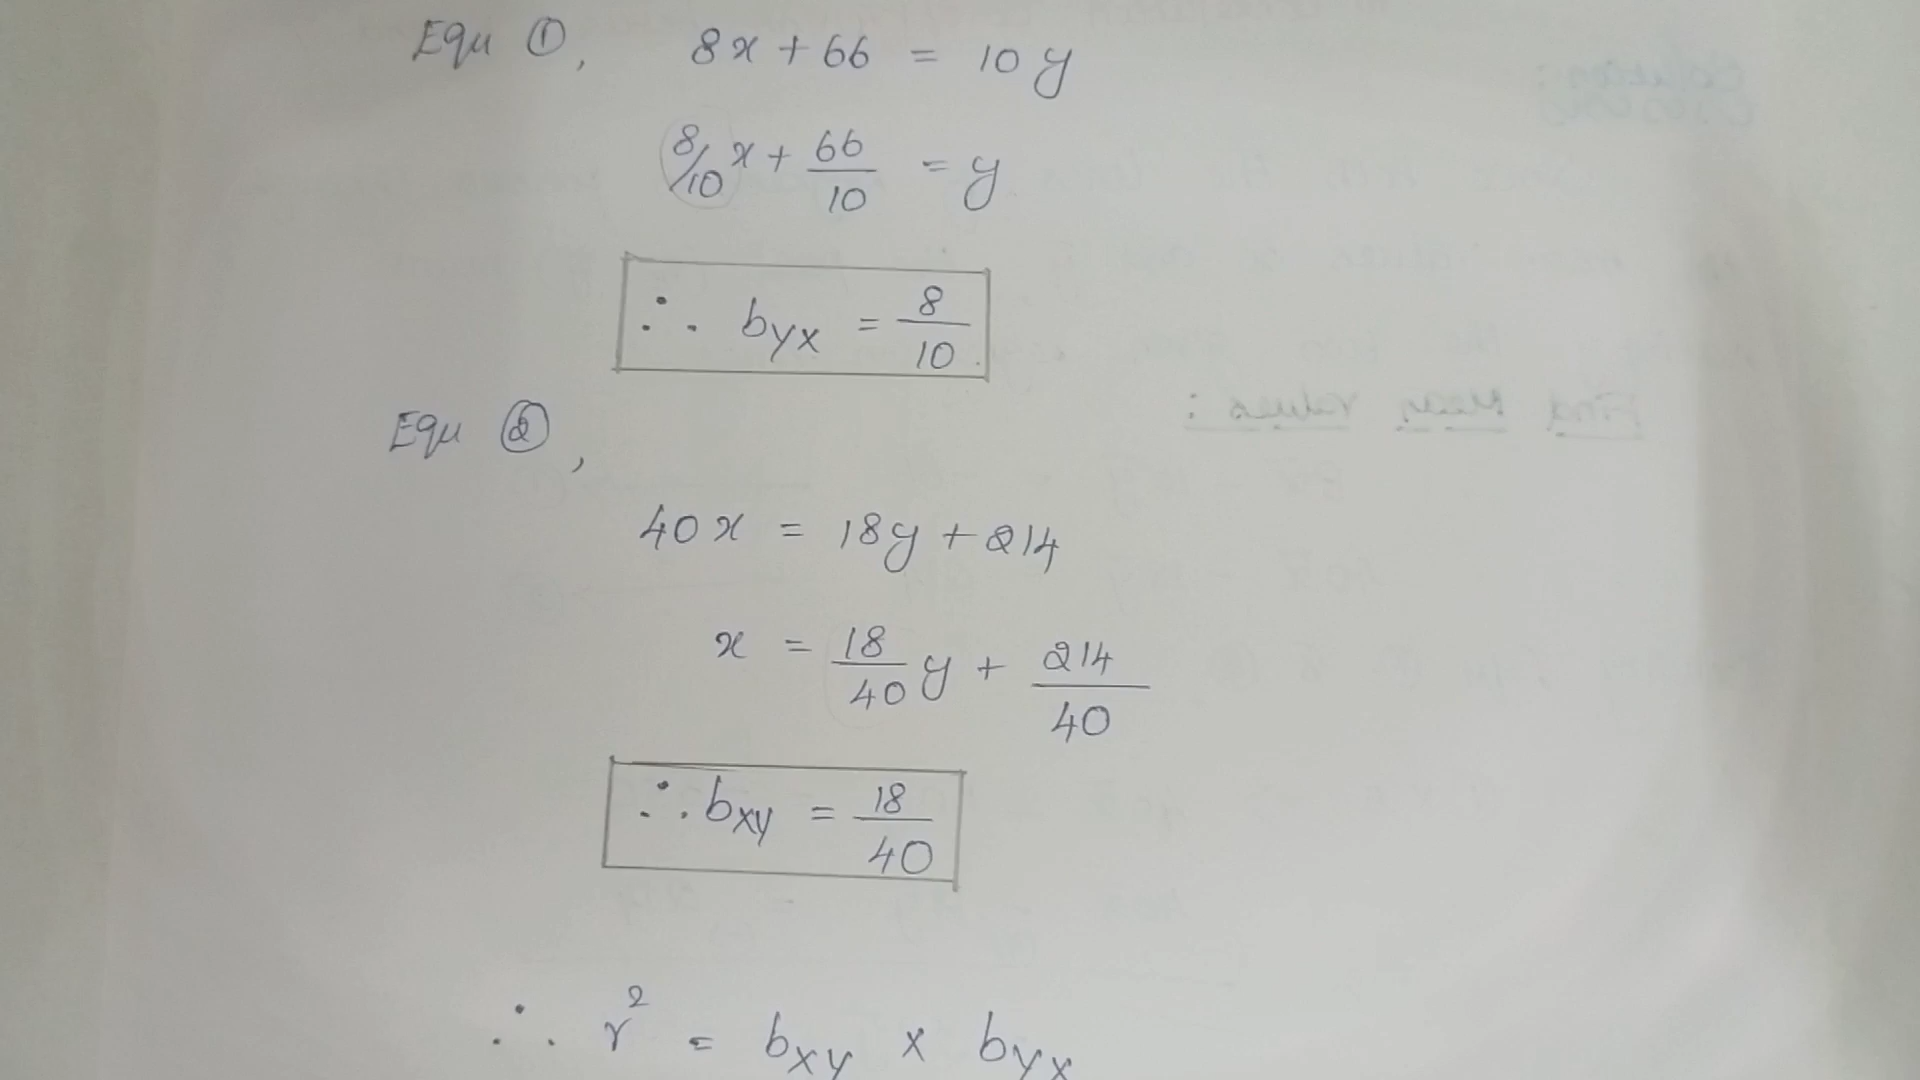 Equ ①, 8x + 66 = 10y
8/10 x + 66/10 = y
∴ byx = 8/10
Equ ②,
40x = 18y + 214
x = 18/40 y + 214/40
∴ bxy = 18/40
∴ r² = bxy × byx